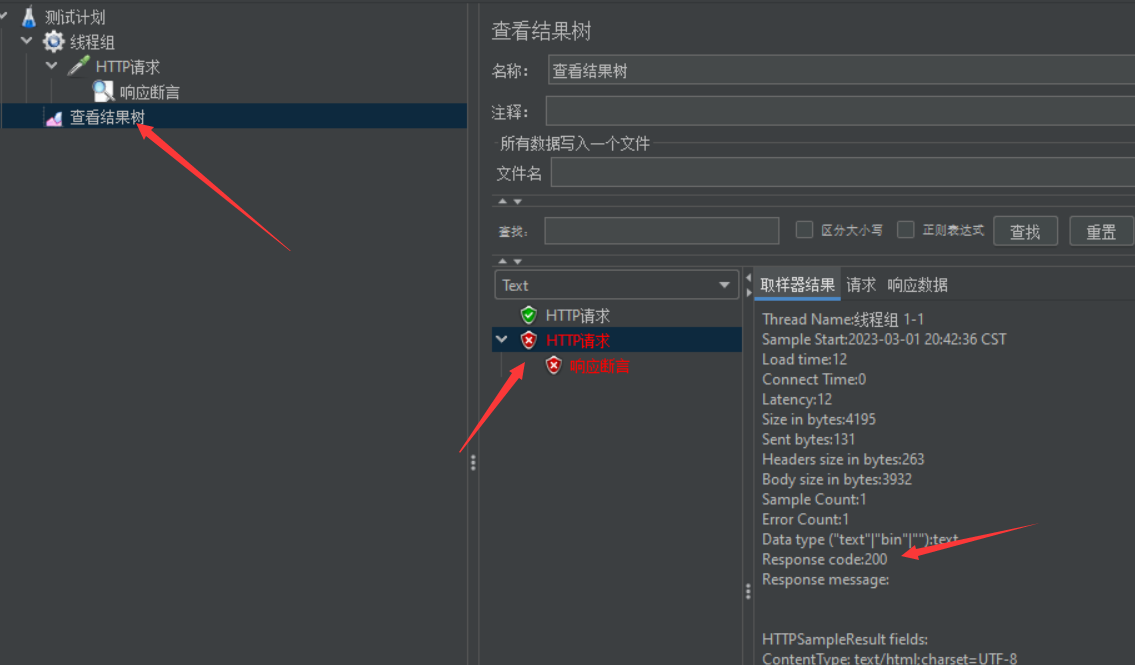 测试计划
线程组
HTTP请求
响应断言
查看结果树
查看结果树
名称： 查看结果树
注释：
所有数据写入一个文件
文件名
查找: 区分大小写 正则表达式 查找 重置
Text
HTTP请求
HTTP请求
响应断言
取样器结果 请求 响应数据
Thread Name:线程组 1-1
Sample Start:2023-03-01 20:42:36 CST
Load time:12
Connect Time:0
Latency:12
Size in bytes:4195
Sent bytes:131
Headers size in bytes:263
Body size in bytes:3932
Sample Count:1
Error Count:1
Data type ("text"|"bin"|""):text
Response code:200
Response message:
HTTPSampleResult fields:
ContentType: text/html;charset=UTF-8